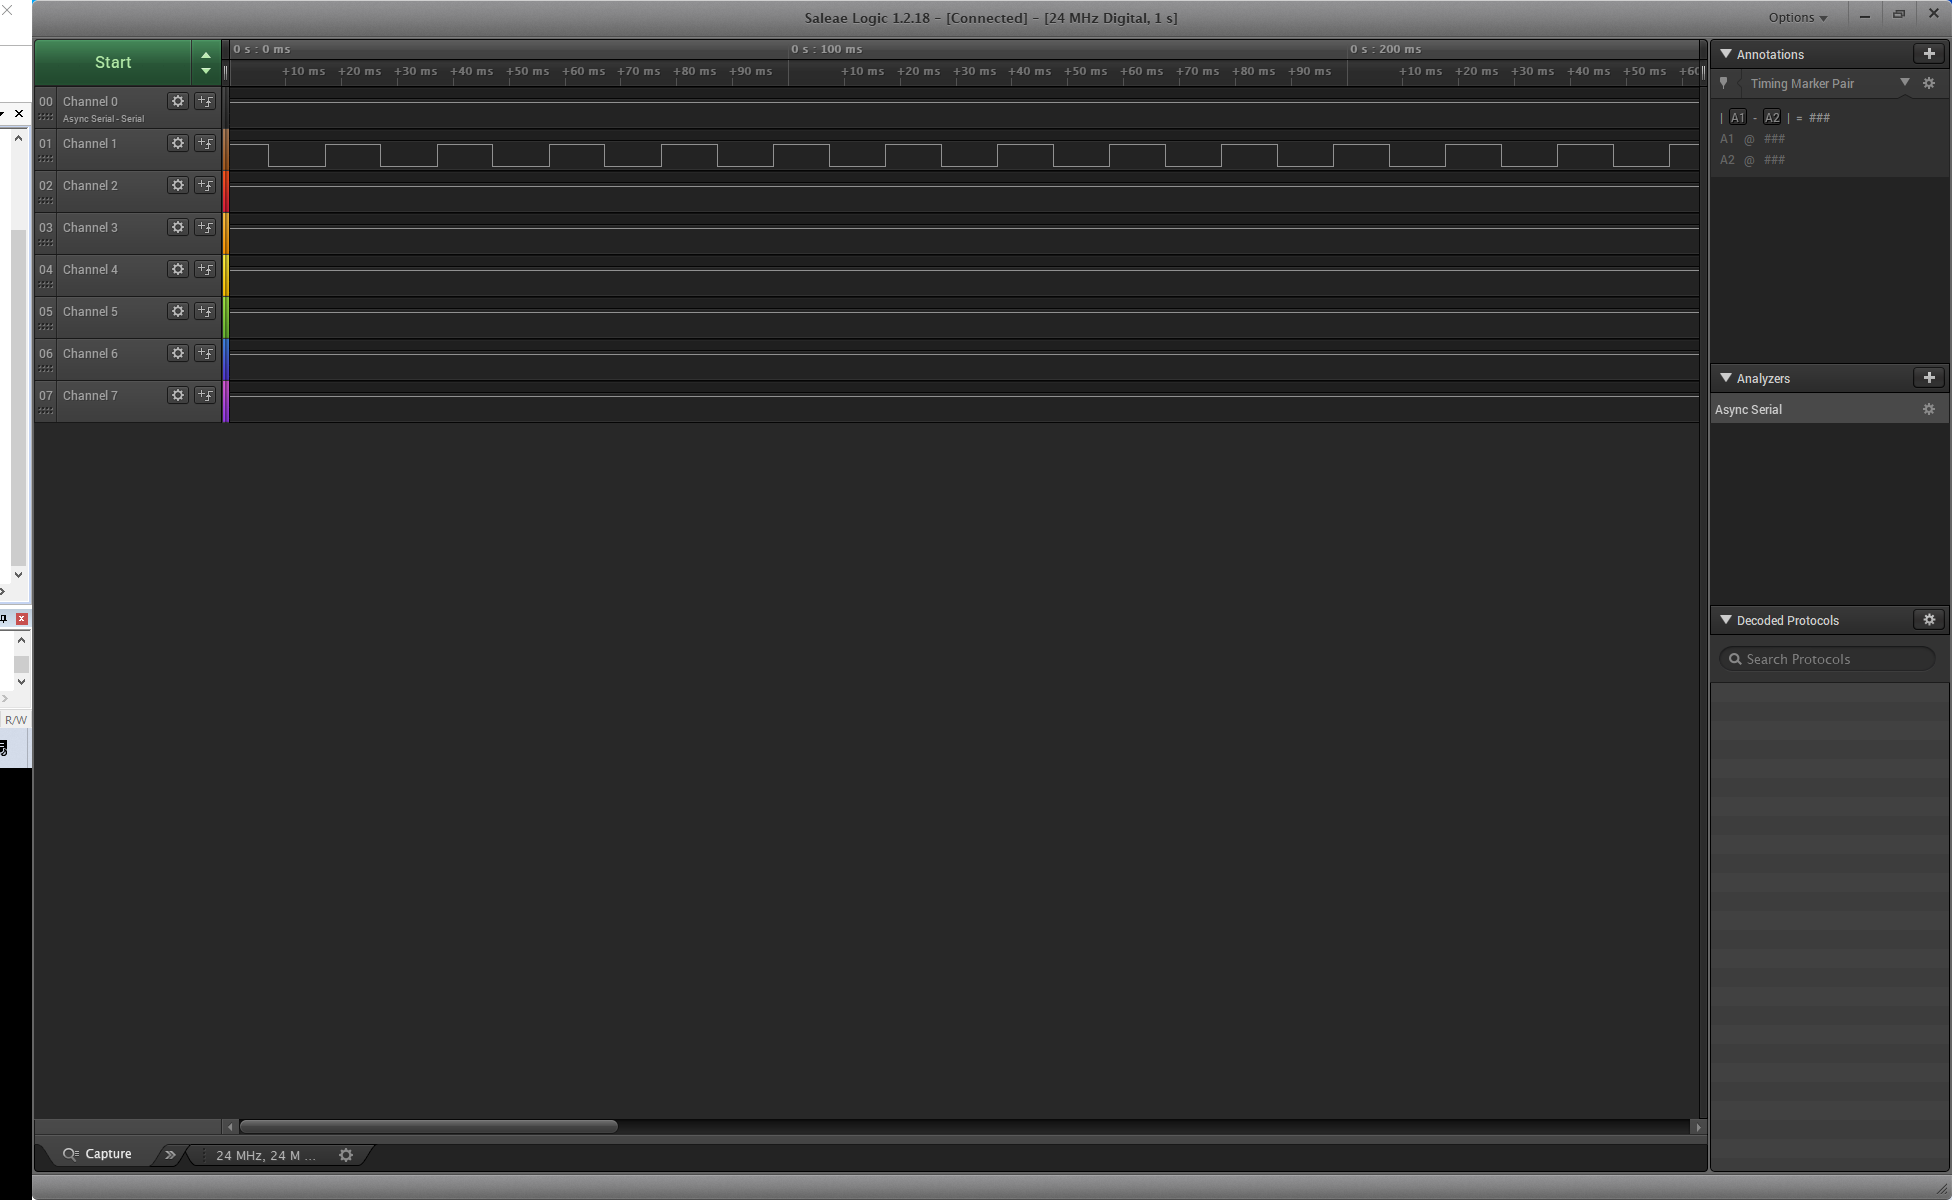 Saleae Logic 1.2.18 - [Connected] - [24 MHz Digital, 1 s]
Options
Start
0 s : 0 ms
0 s : 100 ms
0 s : 200 ms
+10 ms +20 ms +30 ms +40 ms +50 ms +60 ms +70 ms +80 ms +90 ms +10 ms +20 ms +30 ms +40 ms +50 ms +60 ms +70 ms +80 ms +90 ms +10 ms +20 ms +30 ms +40 ms +50 ms +60
00 Channel 0
Async Serial - Serial
01 Channel 1
02 Channel 2
03 Channel 3
04 Channel 4
05 Channel 5
06 Channel 6
07 Channel 7
Annotations
Timing Marker Pair
| A1 - A2 | = ###
A1 @ ###
A2 @ ###
Analyzers
Async Serial
Decoded Protocols
Search Protocols
R/W
Capture
24 MHz, 24 M ...